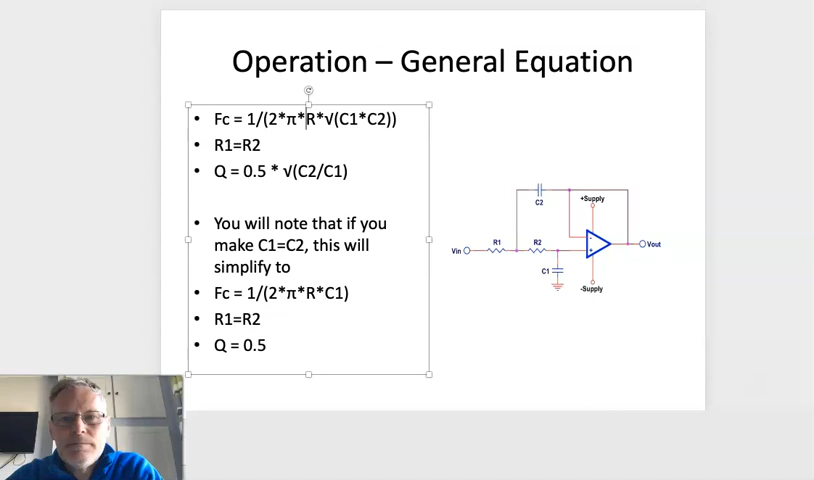 Operation – General Equation
• Fc = 1/(2*π*R*√(C1*C2))
• R1=R2
• Q = 0.5 * √(C2/C1)
• You will note that if you
make C1=C2, this will
simplify to
• Fc = 1/(2*π*R*C1)
• R1=R2
• Q = 0.5
C2
+Supply
R1
R2
Vin
-
+
Vout
C1
-Supply